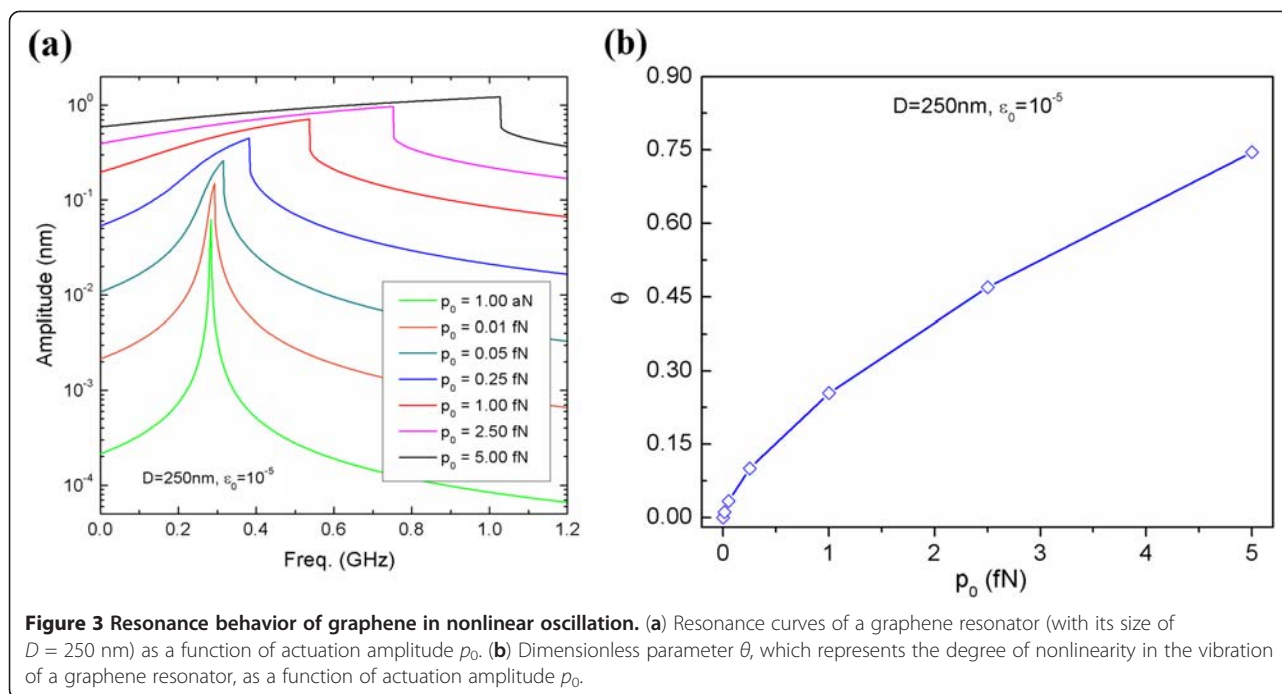 (a)
10⁰
10⁻¹
10⁻²
10⁻³
10⁻⁴
Amplitude (nm)
p₀ = 1.00 aN
p₀ = 0.01 fN
p₀ = 0.05 fN
p₀ = 0.25 fN
p₀ = 1.00 fN
p₀ = 2.50 fN
p₀ = 5.00 fN
D=250nm, ε₀=10⁻⁵
0.0 0.2 0.4 0.6 0.8 1.0 1.2
Freq. (GHz)
(b)
D=250nm, ε₀=10⁻⁵
0.90
0.75
0.60
0.45
0.30
0.15
0.00
θ
0 1 2 3 4 5
p₀ (fN)
Figure 3 Resonance behavior of graphene in nonlinear oscillation. (a) Resonance curves of a graphene resonator (with its size of
D = 250 nm) as a function of actuation amplitude p₀. (b) Dimensionless parameter θ, which represents the degree of nonlinearity in the vibration
of a graphene resonator, as a function of actuation amplitude p₀.